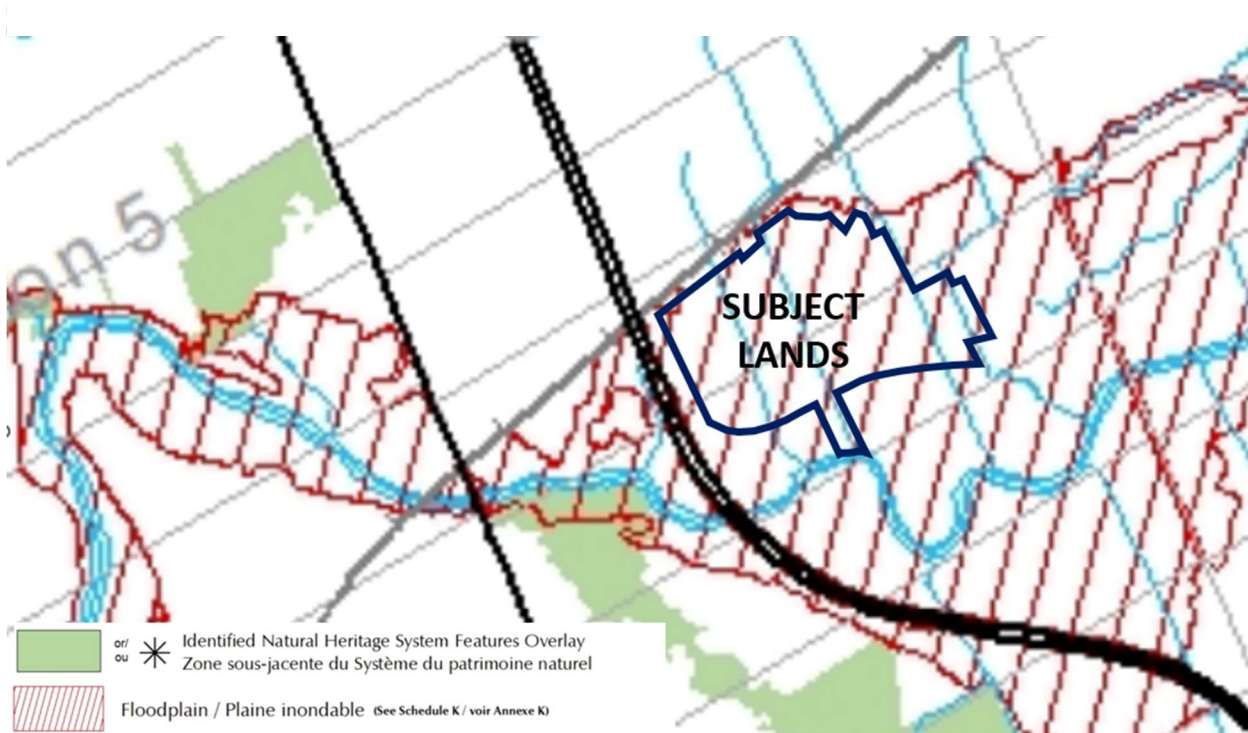 on 5
SUBJECT
LANDS
or/
ou
Identified Natural Heritage System Features Overlay
Zone sous-jacente du Système du patrimoine naturel
Floodplain / Plaine inondable (See Schedule K / voir Annexe K)